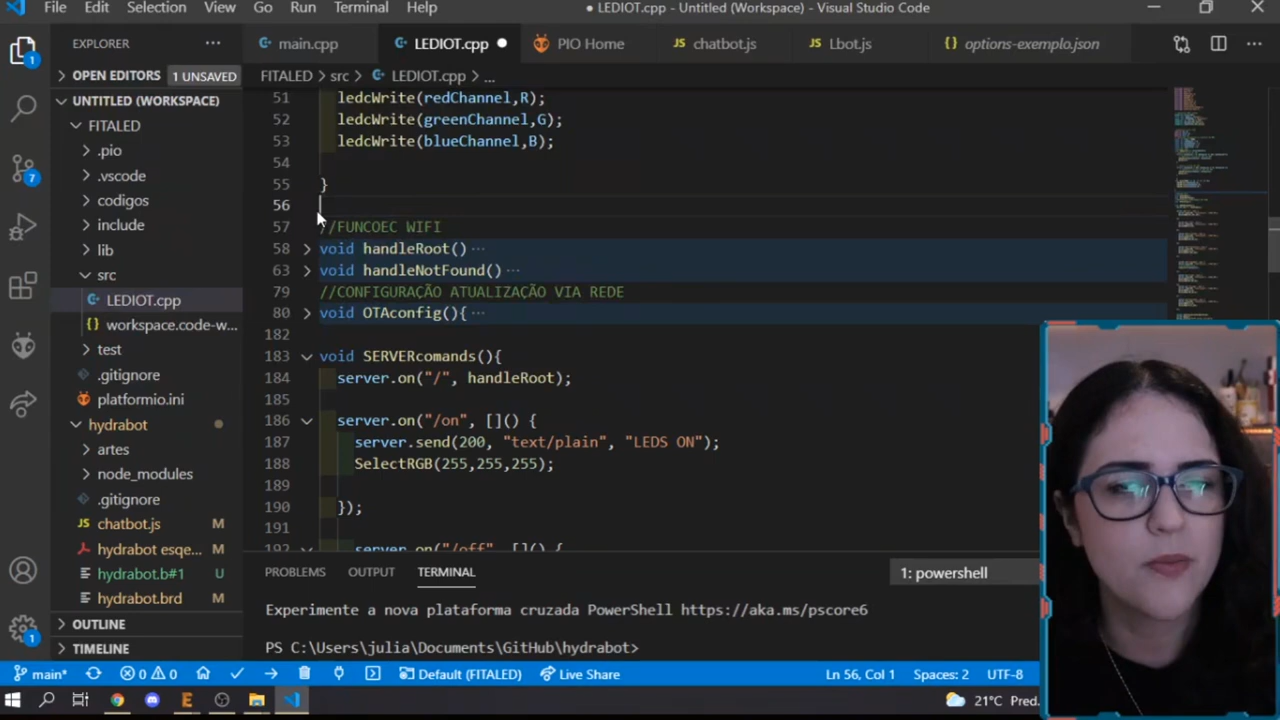 File Edit Selection View Go Run Terminal Help
● LEDIOT.cpp - Untitled (Workspace) - Visual Studio Code
EXPLORER
main.cpp
LEDIOT.cpp
PIO Home
chatbot.js
Lbot.js
options-exemplo.json
OPEN EDITORS 1 UNSAVED
FITALED > src > LEDIOT.cpp > ...
UNTITLED (WORKSPACE)
FITALED
.pio
.vscode
codigos
include
lib
src
LEDIOT.cpp
workspace.code-w...
test
.gitignore
platformio.ini
hydrabot
artes
node_modules
.gitignore
chatbot.js M
hydrabot esqe... M
hydrabot.b#1 U
hydrabot.brd M
OUTLINE
TIMELINE
1
7
1
51 ledcWrite(redChannel,R);
52 ledcWrite(greenChannel,G);
53 ledcWrite(blueChannel,B);
54
55 }
56
57 //FUNCOEC WIFI
58 void handleRoot() ...
63 void handleNotFound() ...
79 //CONFIGURAÇÃO ATUALIZAÇÃO VIA REDE
80 void OTAconfig(){ ...
182
183 void SERVERcomands(){
184 server.on("/", handleRoot);
185
186 server.on("/on", []() {
187 server.send(200, "text/plain", "LEDS ON");
188 SelectRGB(255,255,255);
189
190 });
191
192 server.on("/off", []() {
PROBLEMS OUTPUT TERMINAL
1: powershell
Experimente a nova plataforma cruzada PowerShell https://aka.ms/pscore6
PS C:\Users\julia\Documents\GitHub\hydrabot>
main* 0 0 Default (FITALED) Live Share Ln 56, Col 1 Spaces: 2 UTF-8
21°C Pred.